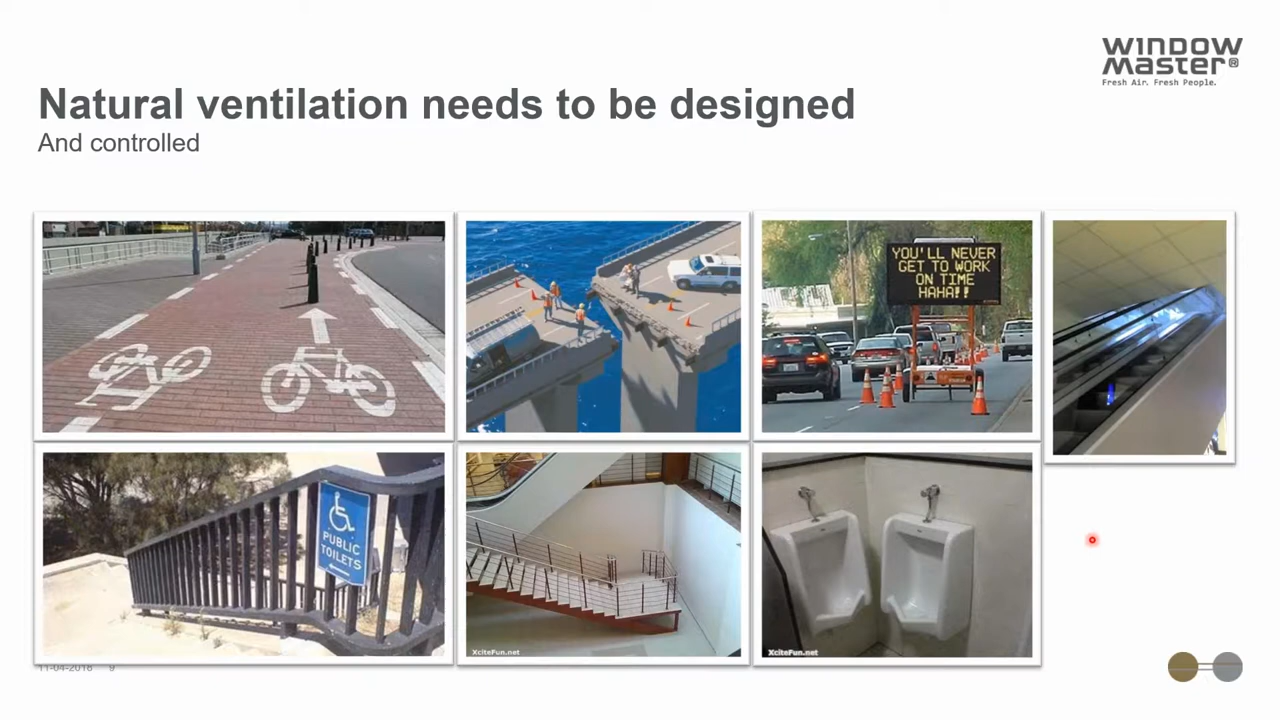 WINDOW
Master®
Fresh Air. Fresh People.
Natural ventilation needs to be designed
And controlled
YOU'LL NEVER
GET TO WORK
ON TIME
HAHA!!
PUBLIC
TOILETS
XciteFun.net
XciteFun.net
11-04-2018 9